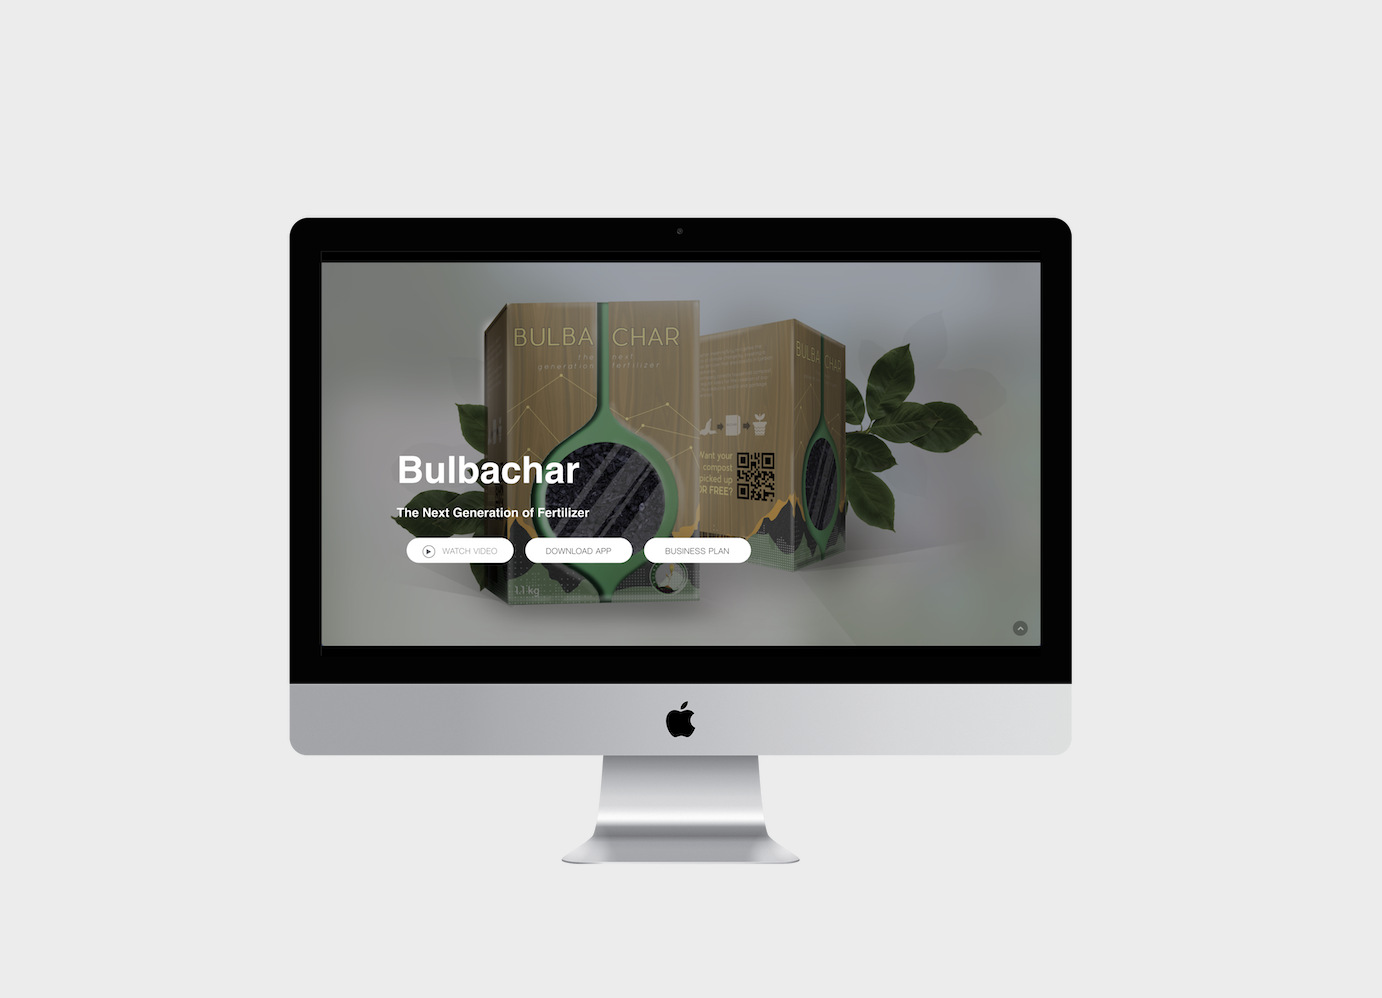 BULBA CHAR
the next
generation fertilizer
BULBA CHAR
Want your
compost
picked up
OR FREE?
Bulbachar
The Next Generation of Fertilizer
WATCH VIDEO
DOWNLOAD APP
BUSINESS PLAN
1.1 kg